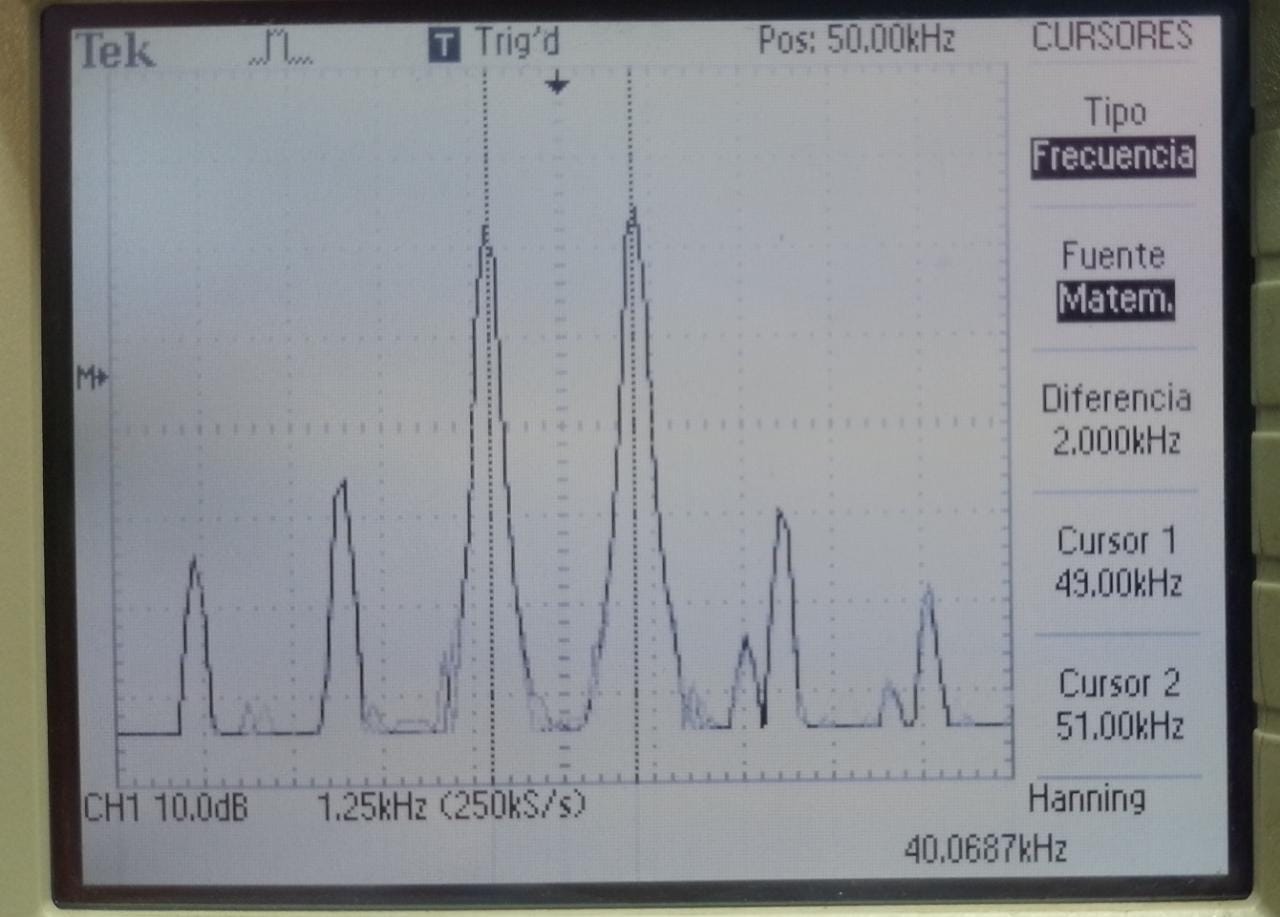 Tek
T Trig'd
Pos: 50.00kHz
CURSORES
Tipo
Frecuencia
Fuente
Matem.
M
Diferencia
2.000kHz
Cursor 1
49.00kHz
Cursor 2
51.00kHz
CH1 10.0dB
1.25kHz (250kS/s)
Hanning
40.0687kHz